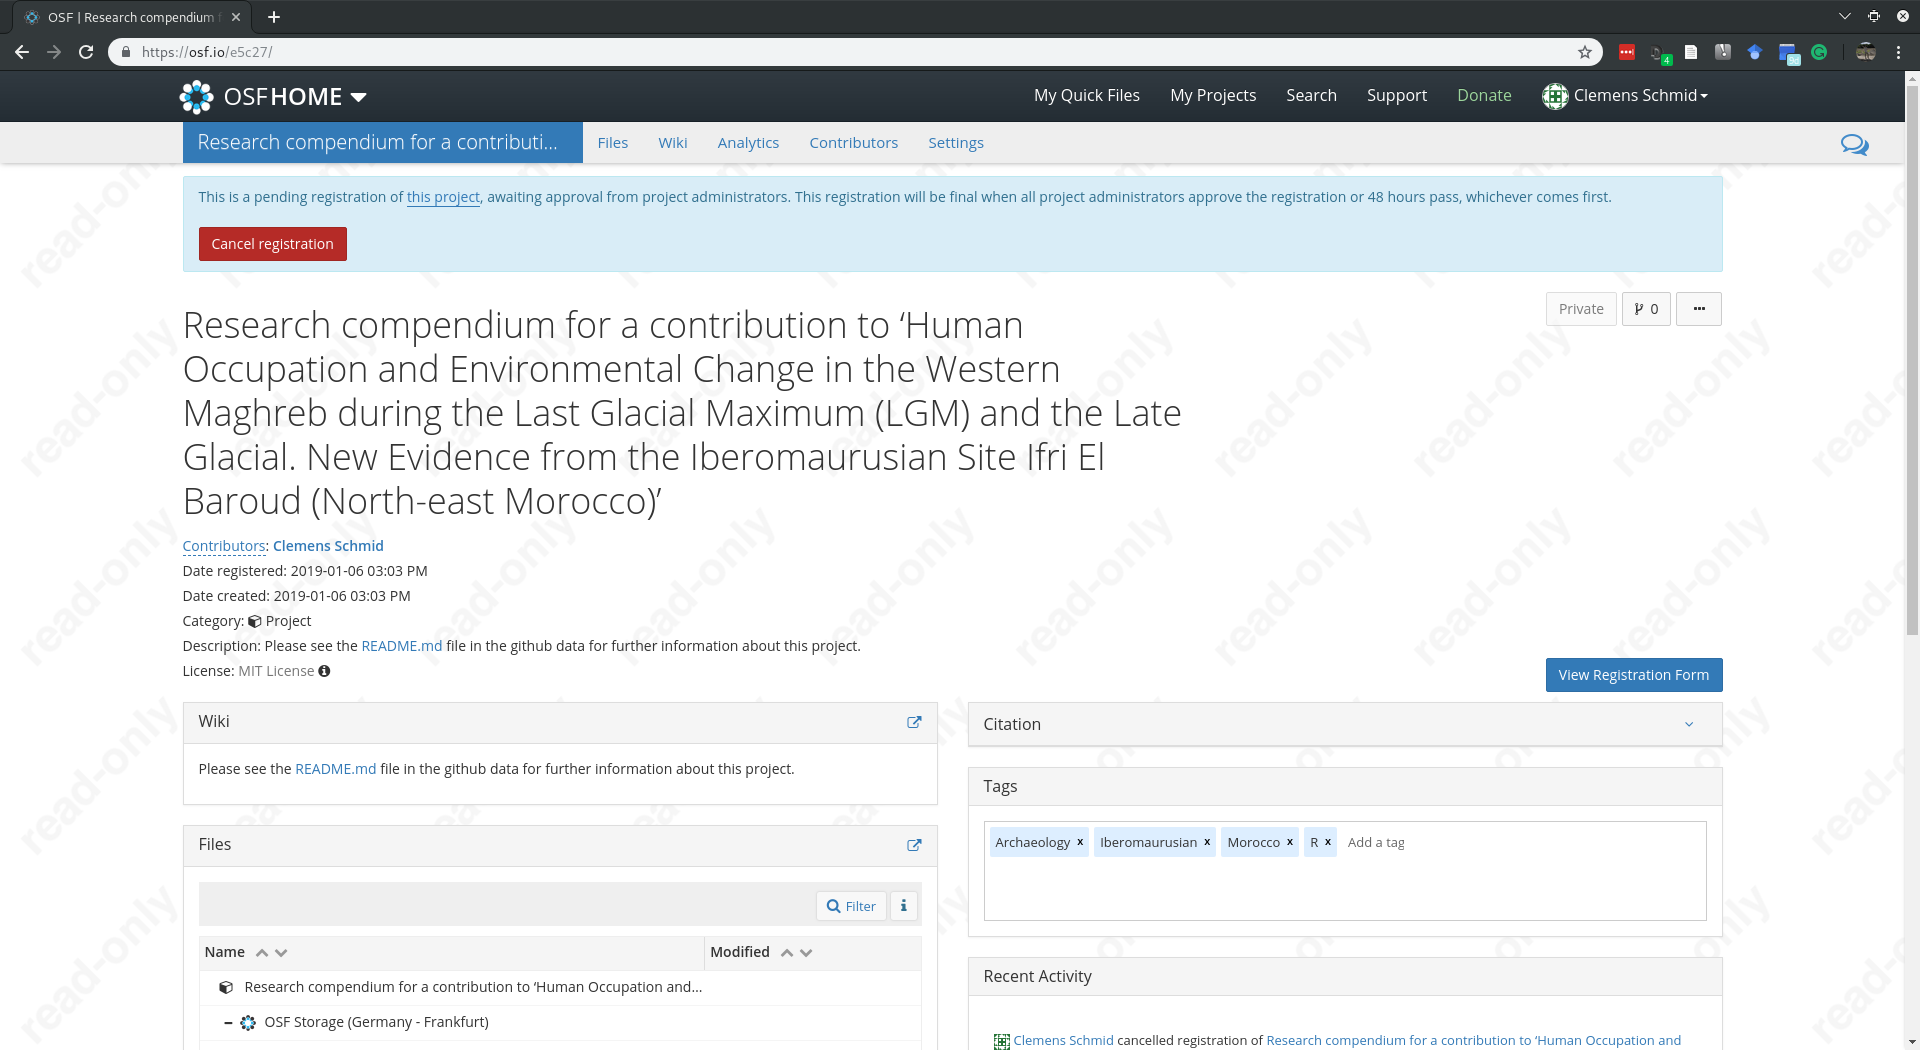 OSF | Research compendium f
https://osf.io/e5c27/
4
OSFHOME
My Quick Files
My Projects
Search
Support
Donate
Clemens Schmid
Research compendium for a contributi...
Files
Wiki
Analytics
Contributors
Settings
This is a pending registration of this project, awaiting approval from project administrators. This registration will be final when all project administrators approve the registration or 48 hours pass, whichever comes first.
Cancel registration
Private
0
Research compendium for a contribution to ‘Human
Occupation and Environmental Change in the Western
Maghreb during the Last Glacial Maximum (LGM) and the Late
Glacial. New Evidence from the Iberomaurusian Site Ifri El
Baroud (North-east Morocco)’
Contributors: Clemens Schmid
Date registered: 2019-01-06 03:03 PM
Date created: 2019-01-06 03:03 PM
Category: Project
Description: Please see the README.md file in the github data for further information about this project.
License: MIT License
View Registration Form
Wiki
Please see the README.md file in the github data for further information about this project.
Files
Filter
Name
Modified
Research compendium for a contribution to ‘Human Occupation and...
OSF Storage (Germany - Frankfurt)
Citation
Tags
Archaeology x
Iberomaurusian x
Morocco x
R x
Add a tag
Recent Activity
Clemens Schmid cancelled registration of Research compendium for a contribution to ‘Human Occupation and
read-only